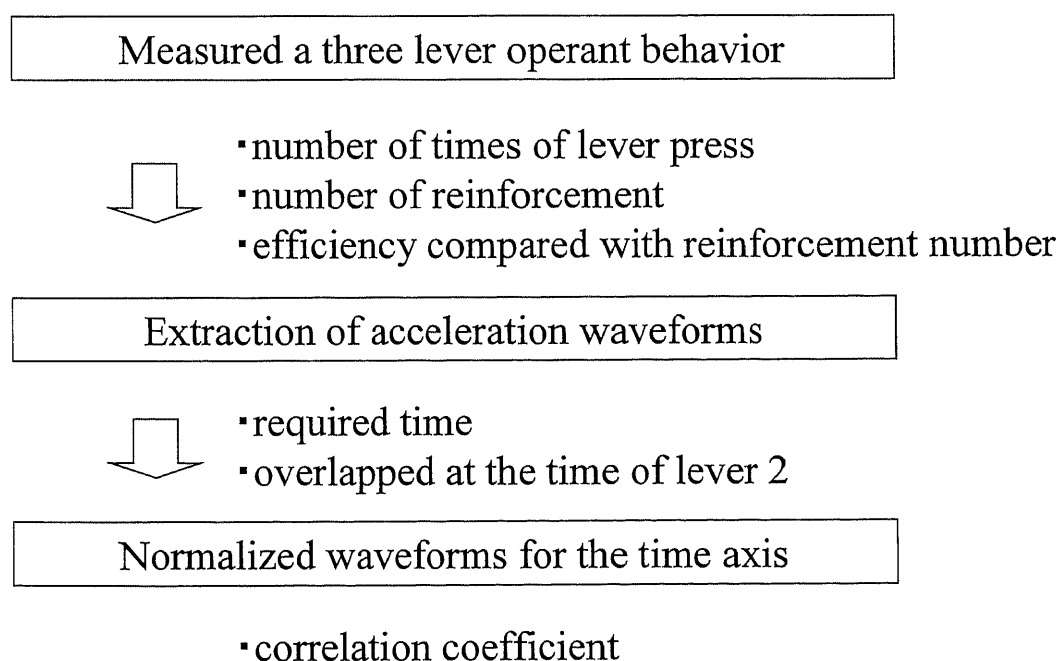 Measured a three lever operant behavior
・number of times of lever press
・number of reinforcement
・efficiency compared with reinforcement number
Extraction of acceleration waveforms
・required time
・overlapped at the time of lever 2
Normalized waveforms for the time axis
・correlation coefficient